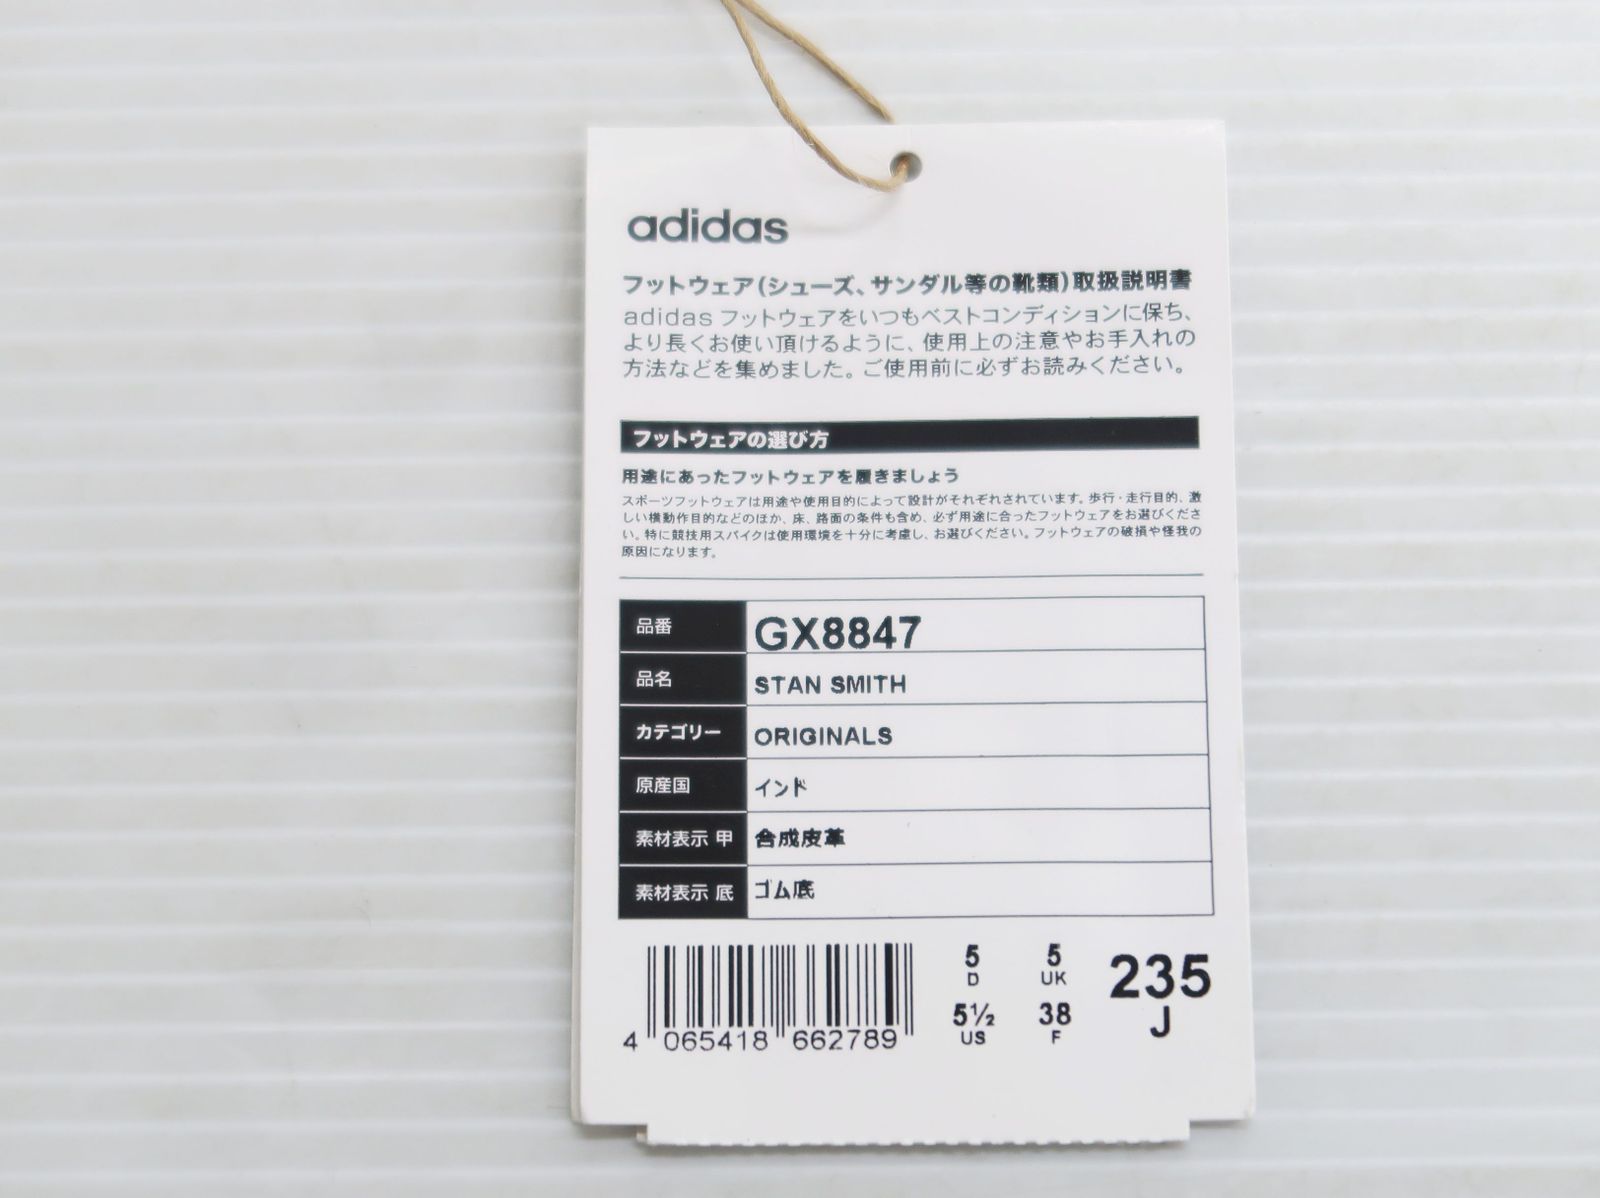 adidas
フットウェア(シューズ、サンダル等の靴類)取扱説明書
adidas フットウェアをいつもベストコンディションに保ち、
より長くお使い頂けるように、使用上の注意やお手入れの
方法などを集めました。ご使用前に必ずお読みください。
フットウェアの選び方
用途にあったフットウェアを履きましょう
スポーツフットウェアは用途や使用目的によって設計がそれぞれされています。歩行・走行目的、激
しい横動作目的などのほか、床、路面の条件も含め、必ず用途に合ったフットウェアをお選びくださ
い。特に競技用スパイクは使用環境を十分に考慮し、お選びください。フットウェアの破損や怪我の
原因になります。
品番 GX8847
品名 STAN SMITH
カテゴリー ORIGINALS
原産国 インド
素材表示 甲 合成皮革
素材表示 底 ゴム底
5 5 235
D UK J
5½ 38
US F
4 065418 662789